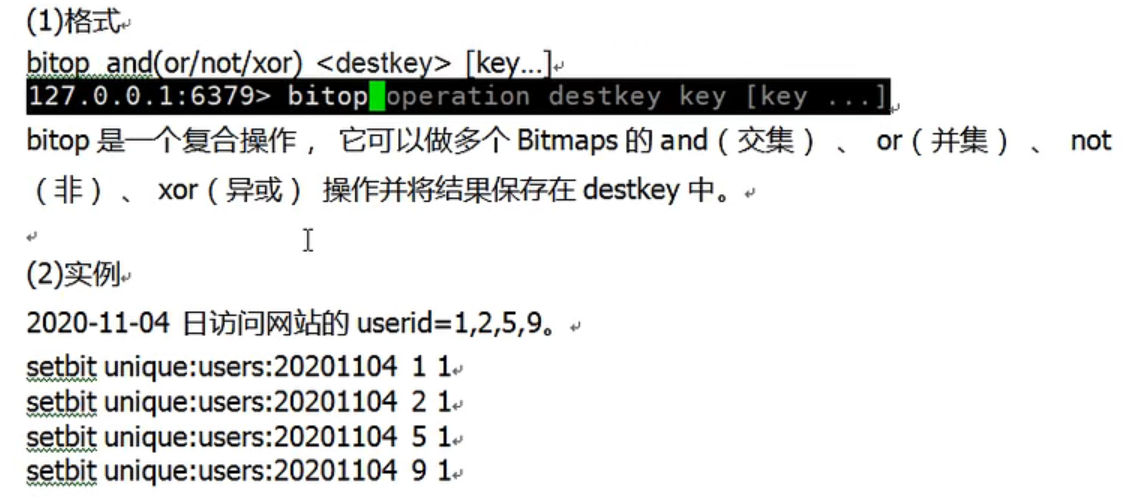 (1)格式
bitop and(or/not/xor) <destkey> [key...]
127.0.0.1:6379> bitop operation destkey key [key ...]
bitop 是一个复合操作， 它可以做多个 Bitmaps 的 and（交集）、 or（并集）、 not
（非）、 xor（异或） 操作并将结果保存在 destkey 中。
(2)实例
2020-11-04 日访问网站的 userid=1,2,5,9。
setbit unique:users:20201104 1 1
setbit unique:users:20201104 2 1
setbit unique:users:20201104 5 1
setbit unique:users:20201104 9 1